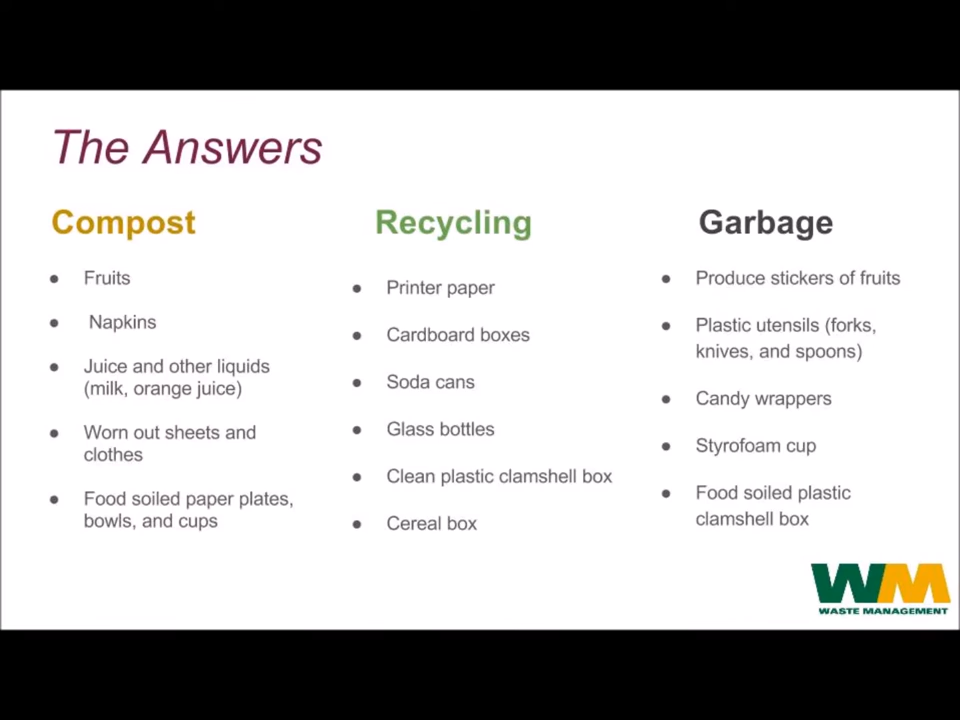 The Answers
Compost
● Fruits
● Napkins
● Juice and other liquids
(milk, orange juice)
● Worn out sheets and
clothes
● Food soiled paper plates,
bowls, and cups
Recycling
● Printer paper
● Cardboard boxes
● Soda cans
● Glass bottles
● Clean plastic clamshell box
● Cereal box
Garbage
● Produce stickers of fruits
● Plastic utensils (forks,
knives, and spoons)
● Candy wrappers
● Styrofoam cup
● Food soiled plastic
clamshell box
WM
WASTE MANAGEMENT